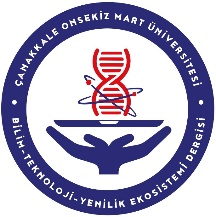 ÇANAKKALE ONSEKİZ MART ÜNİVERSİTESİ
BİLİM-TEKNOLOJİ-YENİLİK EKOSİSTEMİ DERGİSİ